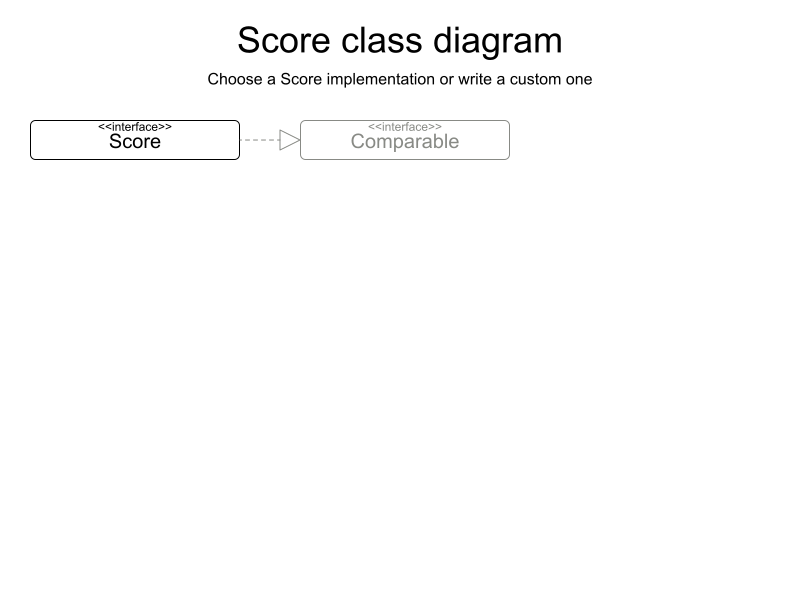 Score class diagram
Choose a Score implementation or write a custom one
<<interface>>
Score
<<interface>>
Comparable